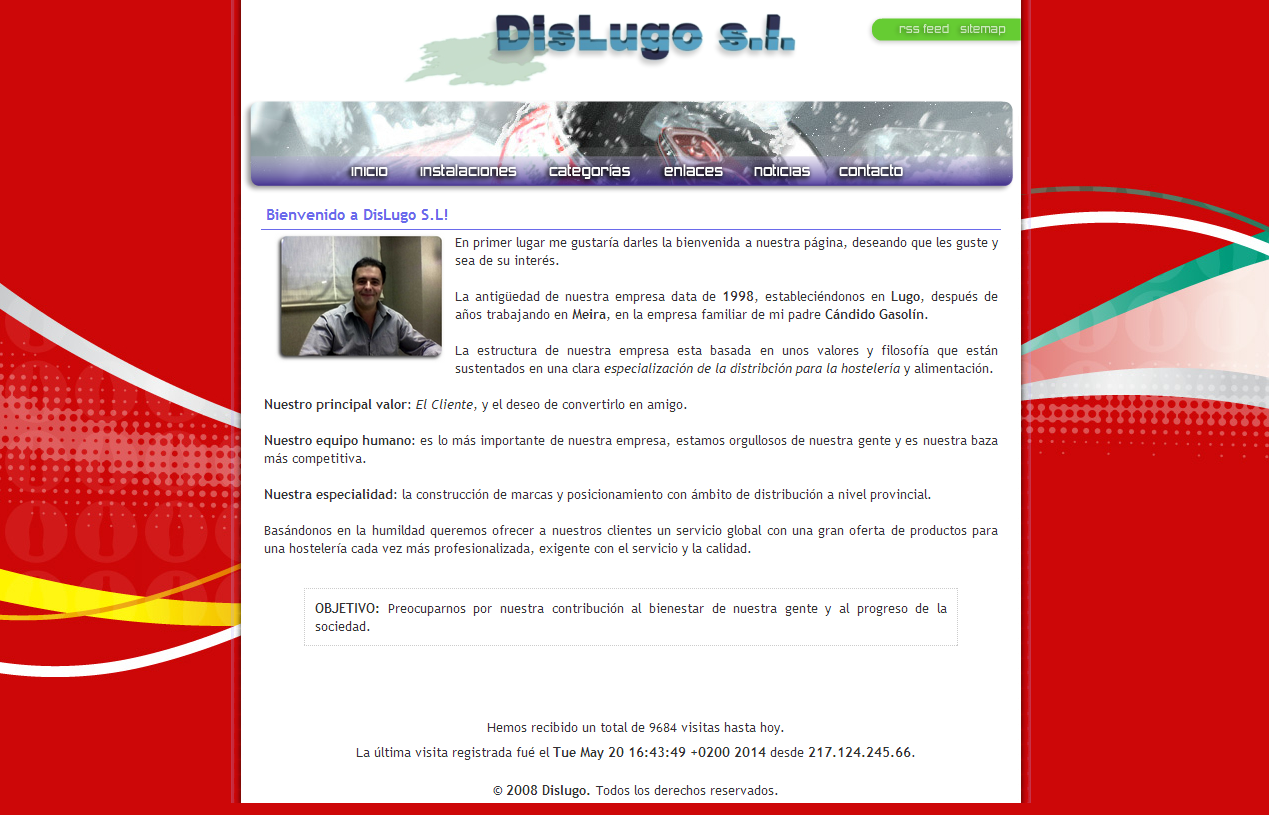 DisLugo s.l.
rss feed sitemap
inicio instalaciones categorías enlaces noticias contacto
Bienvenido a DisLugo S.L!
En primer lugar me gustaría darles la bienvenida a nuestra página, deseando que les guste y
sea de su interés.
La antigüedad de nuestra empresa data de 1998, estableciéndonos en Lugo, después de
años trabajando en Meira, en la empresa familiar de mi padre Cándido Gasolín.
La estructura de nuestra empresa esta basada en unos valores y filosofía que están
sustentados en una clara especialización de la distribción para la hostelería y alimentación.
Nuestro principal valor: El Cliente, y el deseo de convertirlo en amigo.
Nuestro equipo humano: es lo más importante de nuestra empresa, estamos orgullosos de nuestra gente y es nuestra baza
más competitiva.
Nuestra especialidad: la construcción de marcas y posicionamiento con ámbito de distribución a nivel provincial.
Basándonos en la humildad queremos ofrecer a nuestros clientes un servicio global con una gran oferta de productos para
una hostelería cada vez más profesionalizada, exigente con el servicio y la calidad.
OBJETIVO: Preocuparnos por nuestra contribución al bienestar de nuestra gente y al progreso de la
sociedad.
Hemos recibido un total de 9684 visitas hasta hoy.
La última visita registrada fué el Tue May 20 16:43:49 +0200 2014 desde 217.124.245.66.
© 2008 Dislugo. Todos los derechos reservados.